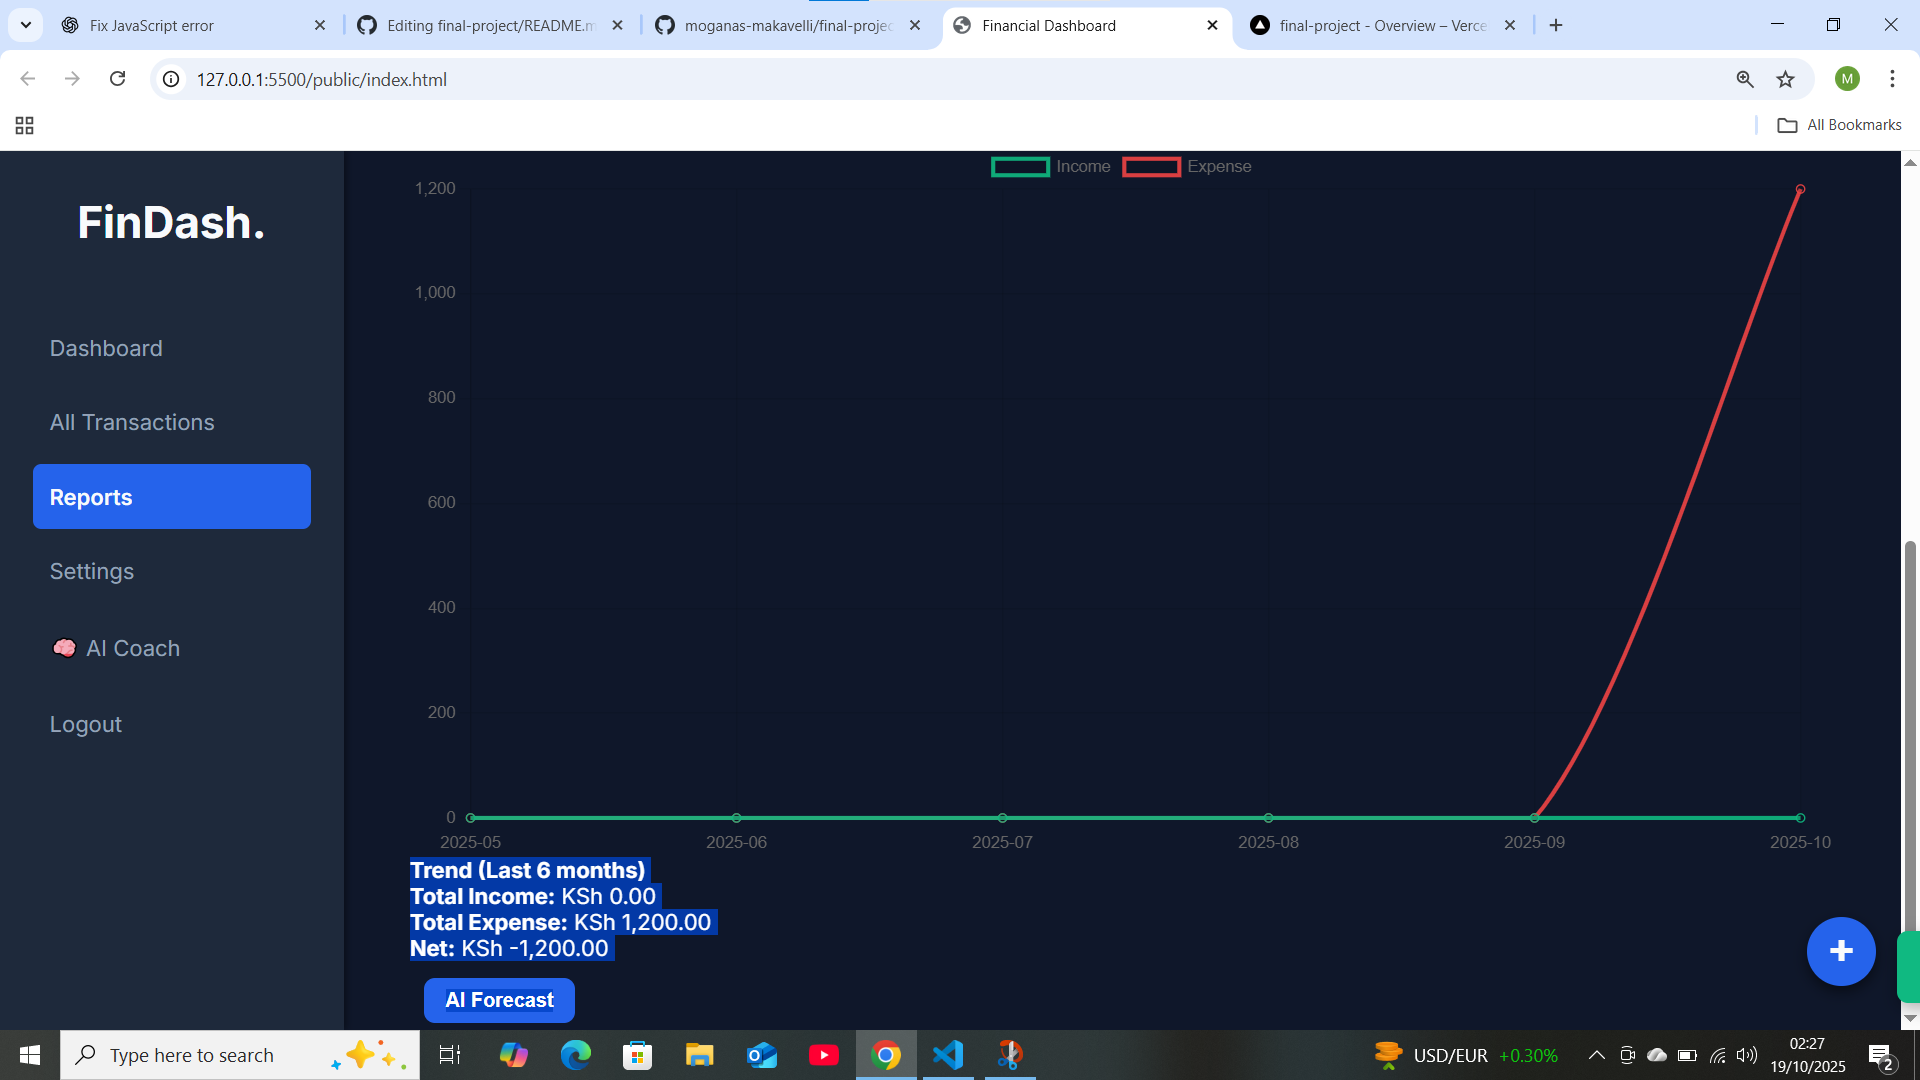 Fix JavaScript error
Editing final-project/README.m
moganas-makavelli/final-projec
Financial Dashboard
final-project - Overview – Verce
127.0.0.1:5500/public/index.html
M
All Bookmarks
FinDash.
Dashboard
All Transactions
Reports
Settings
AI Coach
Logout
Income
Expense
1,200
1,000
800
600
400
200
0
2025-05
2025-06
2025-07
2025-08
2025-09
2025-10
Trend (Last 6 months)
Total Income: KSh 0.00
Total Expense: KSh 1,200.00
Net: KSh -1,200.00
AI Forecast
+
Type here to search
USD/EUR +0.30%
02:27
19/10/2025
2